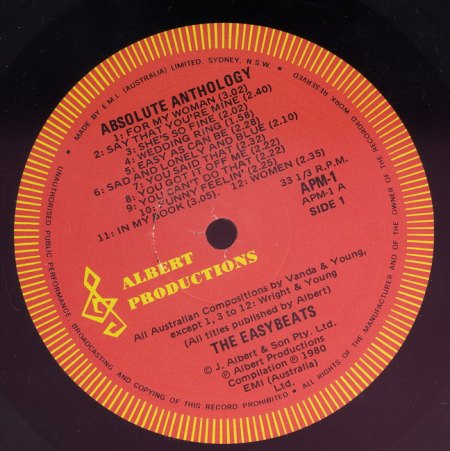 MADE BY E.M.I. (AUSTRALIA) LIMITED, SYDNEY, N.S.W. • ALL RIGHTS OF THE MANUFACTURER AND OF THE OWNER OF THE RECORDED WORK RESERVED
UNAUTHORISED PUBLIC PERFORMANCE BROADCASTING AND COPYING OF THIS RECORD PROHIBITED •
ABSOLUTE ANTHOLOGY
1: FOR MY WOMAN (3.02)
2: SAY THAT YOU'RE MINE (2.40)
3: SHE'S SO FINE (2.02)
4: WEDDING RING (1.58)
5: EASY AS CAN BE (2.28)
6: SAD AND LONELY AND BLUE (2.10)
7: YOU SAID THAT (2.32)
8: YOU GOT IT OFF ME
9: YOU CAN'T DO (2.22)
10: FUNNY FEELIN' (2.25)
11: IN MY BOOK (3.05). 12: WOMEN (2.35)
33 1/3 R.P.M.
APM-1
APM-1 A
SIDE 1
ALBERT
PRODUCTIONS
All Australian Compositions by Vanda & Young,
except 1, 3 to 12: Wright & Young
(All titles published by Albert)
THE EASYBEATS
© J. Albert & Son Pty. Ltd.
℗ Albert Productions
Compilation ℗ 1980
EMI (Australia)
Ltd.